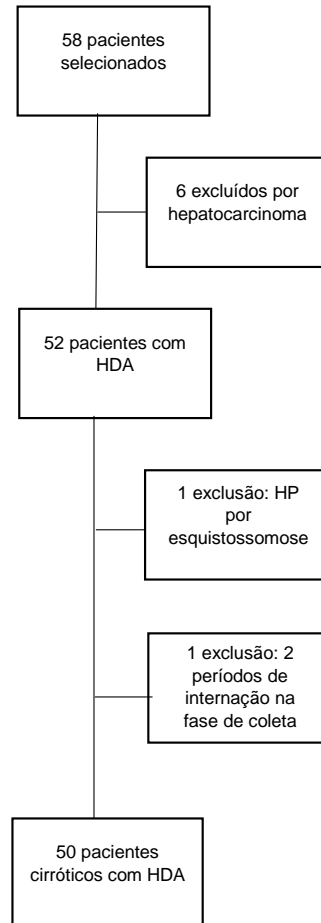 58 pacientes
selecionados
6 excluídos por
hepatocarcinoma
52 pacientes com
HDA
1 exclusão: HP
por
esquistossomose
1 exclusão: 2
períodos de
internação na
fase de coleta
50 pacientes
cirróticos com HDA